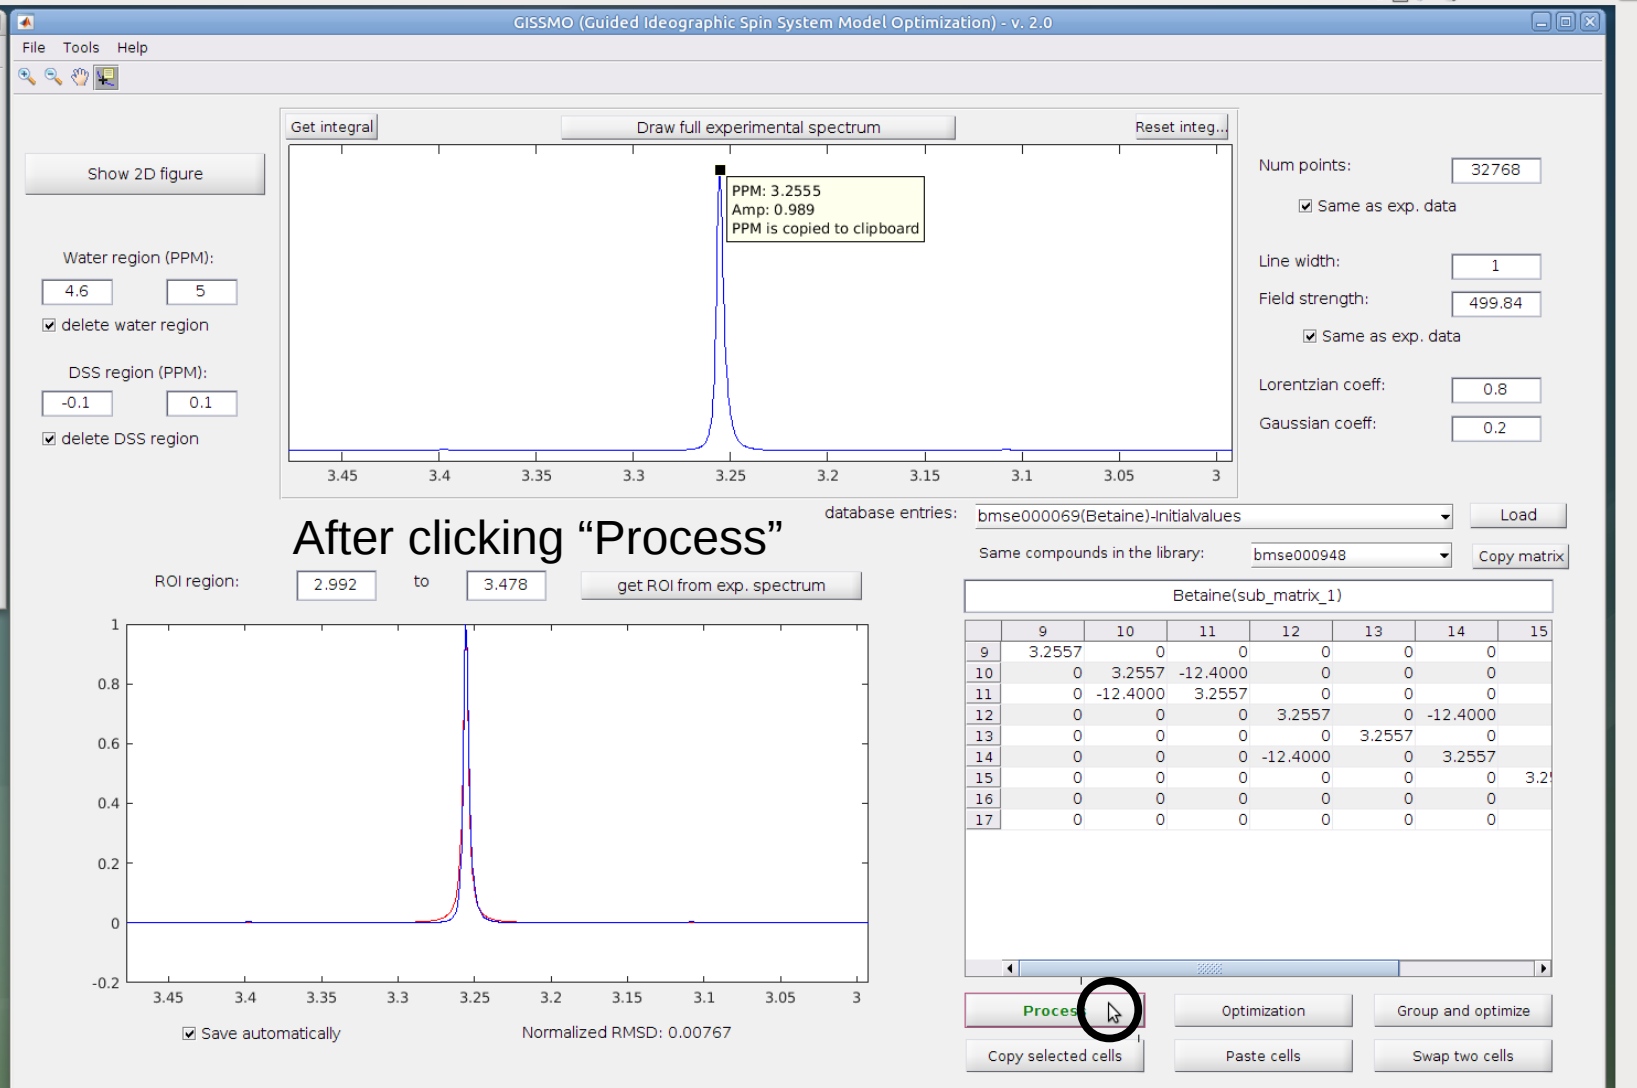 GISSMO (Guided Ideographic Spin System Model Optimization) - v. 2.0
File Tools Help
Get integral Draw full experimental spectrum Reset integ...
Show 2D figure
PPM: 3.2555
Amp: 0.989
PPM is copied to clipboard
3.45 3.4 3.35 3.3 3.25 3.2 3.15 3.1 3.05 3
Water region (PPM):
4.6 5
delete water region
DSS region (PPM):
-0.1 0.1
delete DSS region
Num points: 32768
Same as exp. data
Line width: 1
Field strength: 499.84
Same as exp. data
Lorentzian coeff: 0.8
Gaussian coeff: 0.2
After clicking “Process”
database entries: bmse000069(Betaine)-Initialvalues Load
Same compounds in the library: bmse000948 Copy matrix
ROI region: 2.992 to 3.478 get ROI from exp. spectrum
1
0.8
0.6
0.4
0.2
0
-0.2
3.45 3.4 3.35 3.3 3.25 3.2 3.15 3.1 3.05 3
Save automatically Normalized RMSD: 0.00767
Betaine(sub_matrix_1)
9 10 11 12 13 14 15
9 3.2557 0 0 0 0 0
10 0 3.2557 -12.4000 0 0 0
11 0 -12.4000 3.2557 0 0 0
12 0 0 0 3.2557 0 -12.4000
13 0 0 0 0 3.2557 0
14 0 0 0 -12.4000 0 3.2557
15 0 0 0 0 0 0
16 0 0 0 0 0 0
17 0 0 0 0 0 0
Process Optimization Group and optimize
Copy selected cells Paste cells Swap two cells